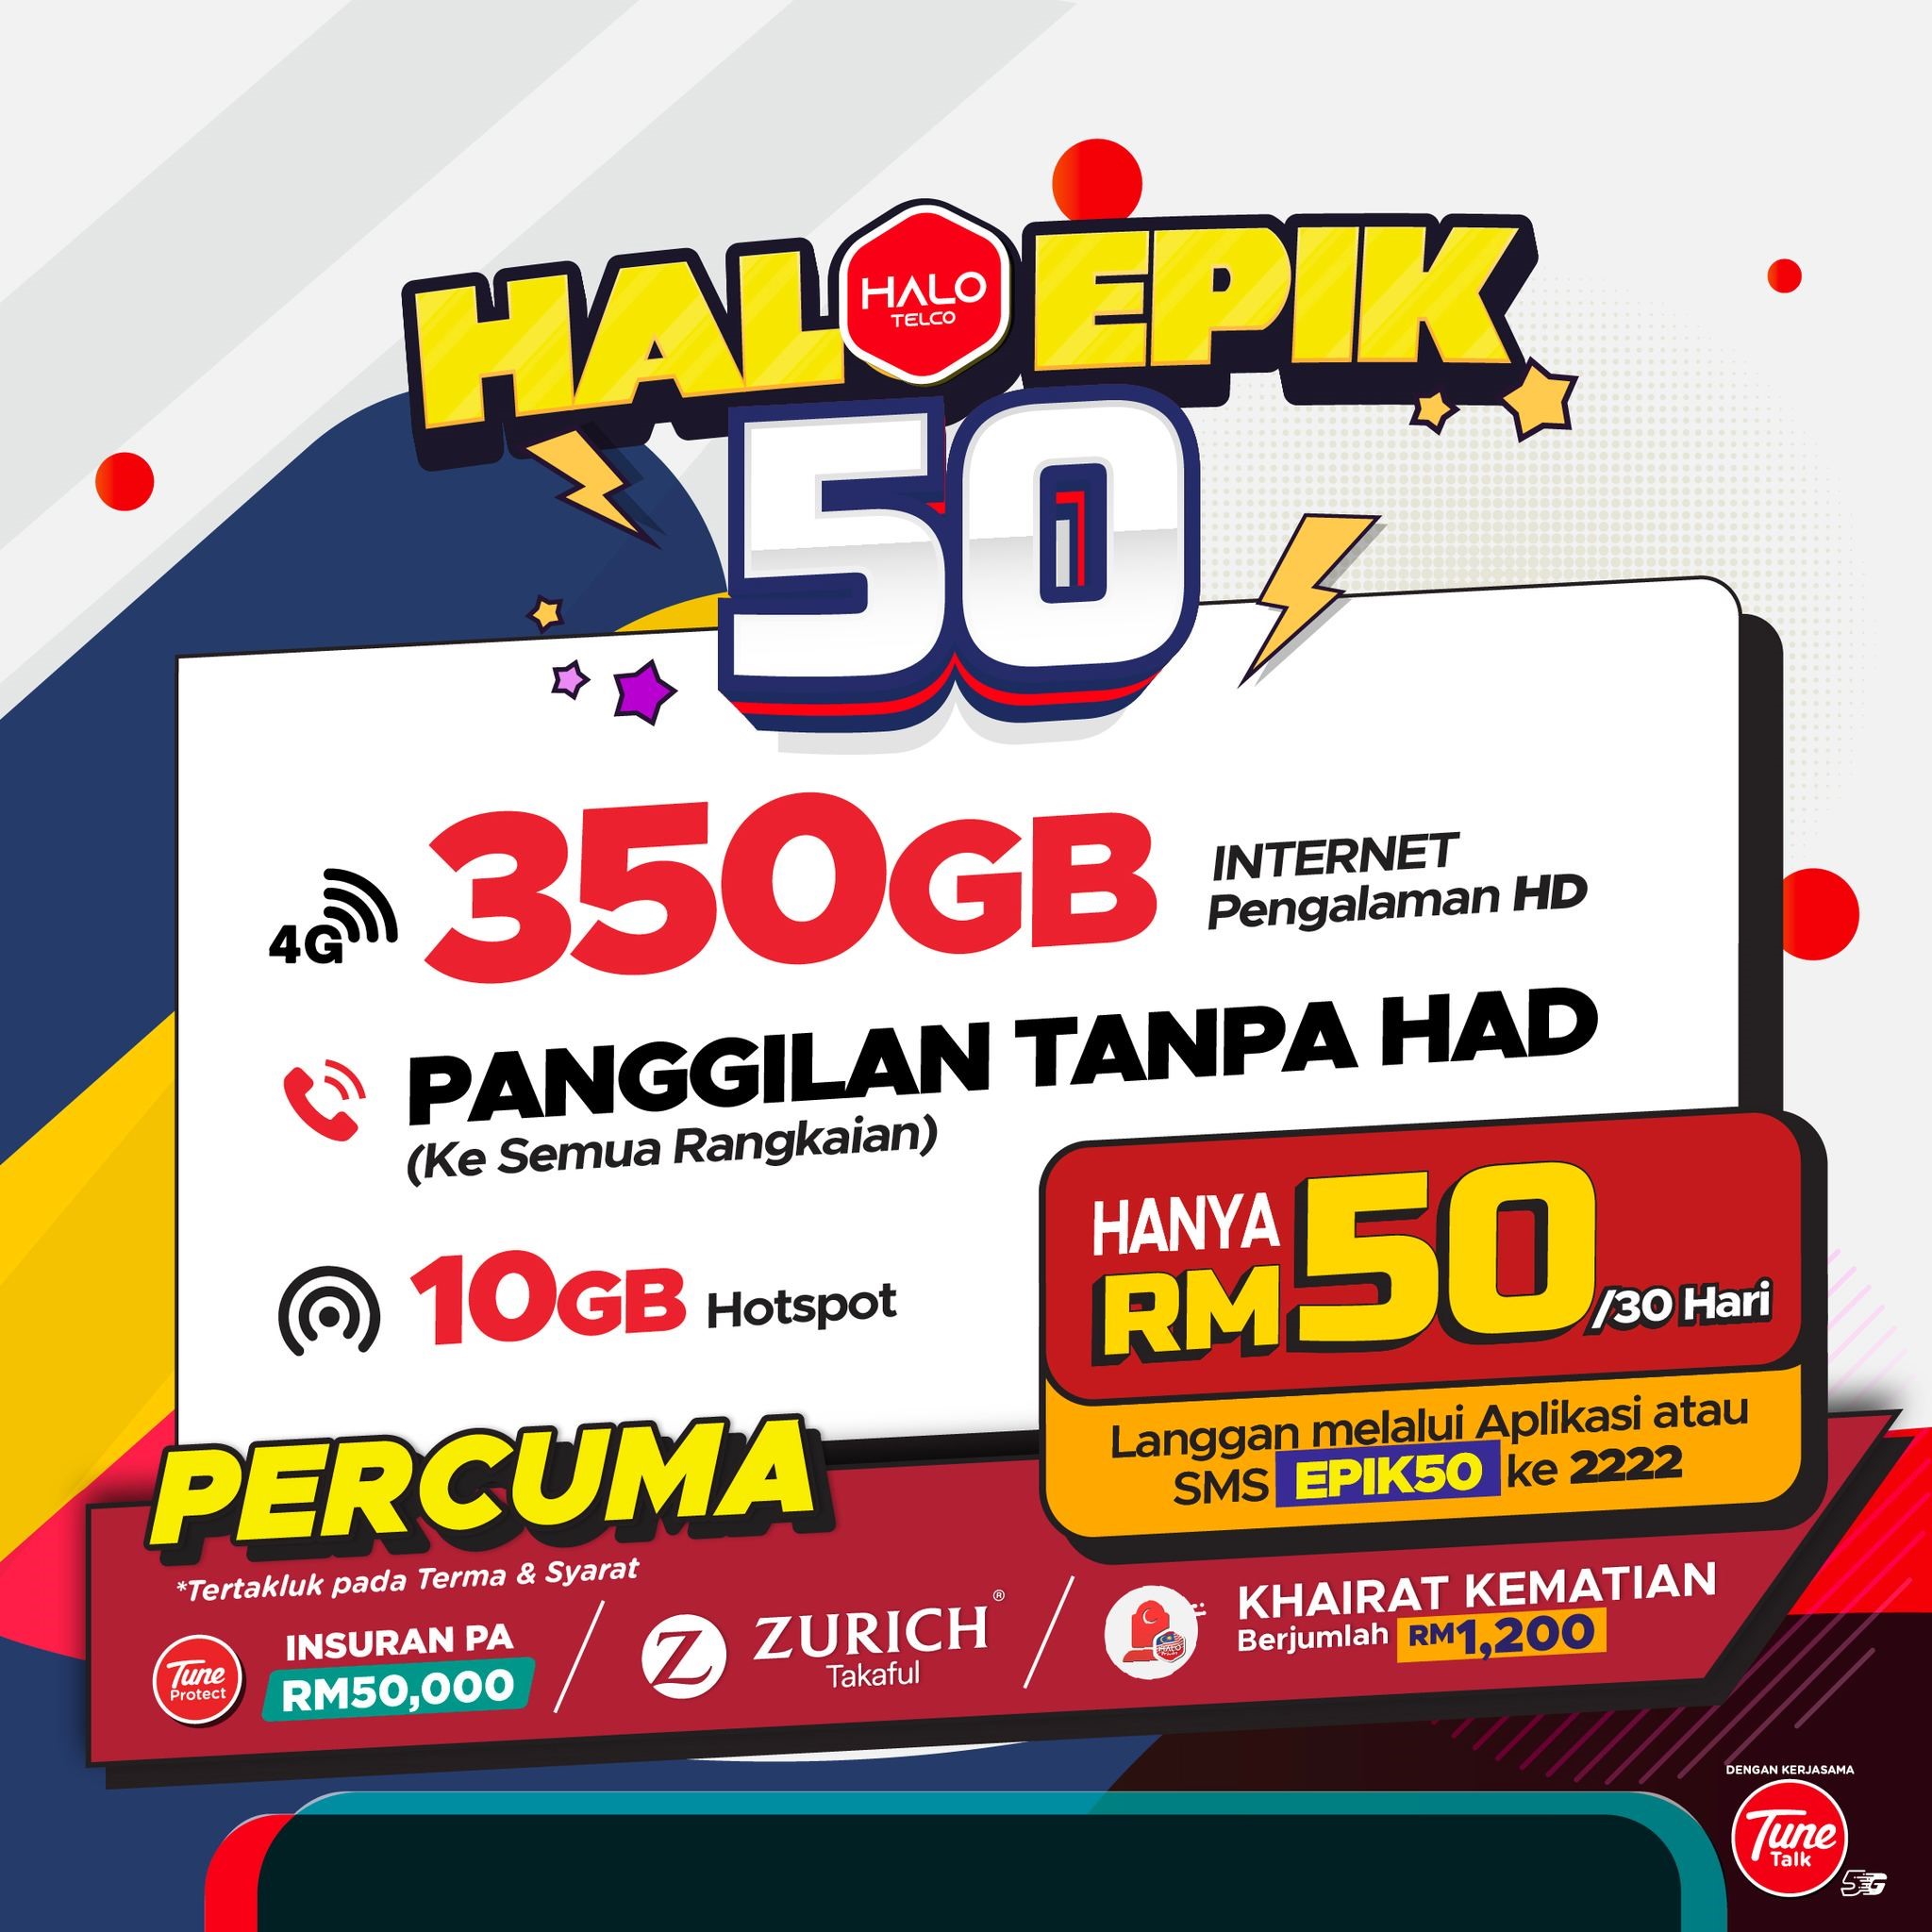 HALO EPIK
HALO
TELCO
50
4G
350GB
INTERNET
Pengalaman HD
PANGGILAN TANPA HAD
(Ke Semua Rangkaian)
10GB Hotspot
HANYA
RM50/30 Hari
Langgan melalui Aplikasi atau
SMS EPIK50 ke 2222
PERCUMA
*Tertakluk pada Terma & Syarat
Tune
Protect
INSURAN PA
RM50,000
Z
ZURICH®
Takaful
KHAIRAT KEMATIAN
Berjumlah RM1,200
DENGAN KERJASAMA
Tune
Talk
5G